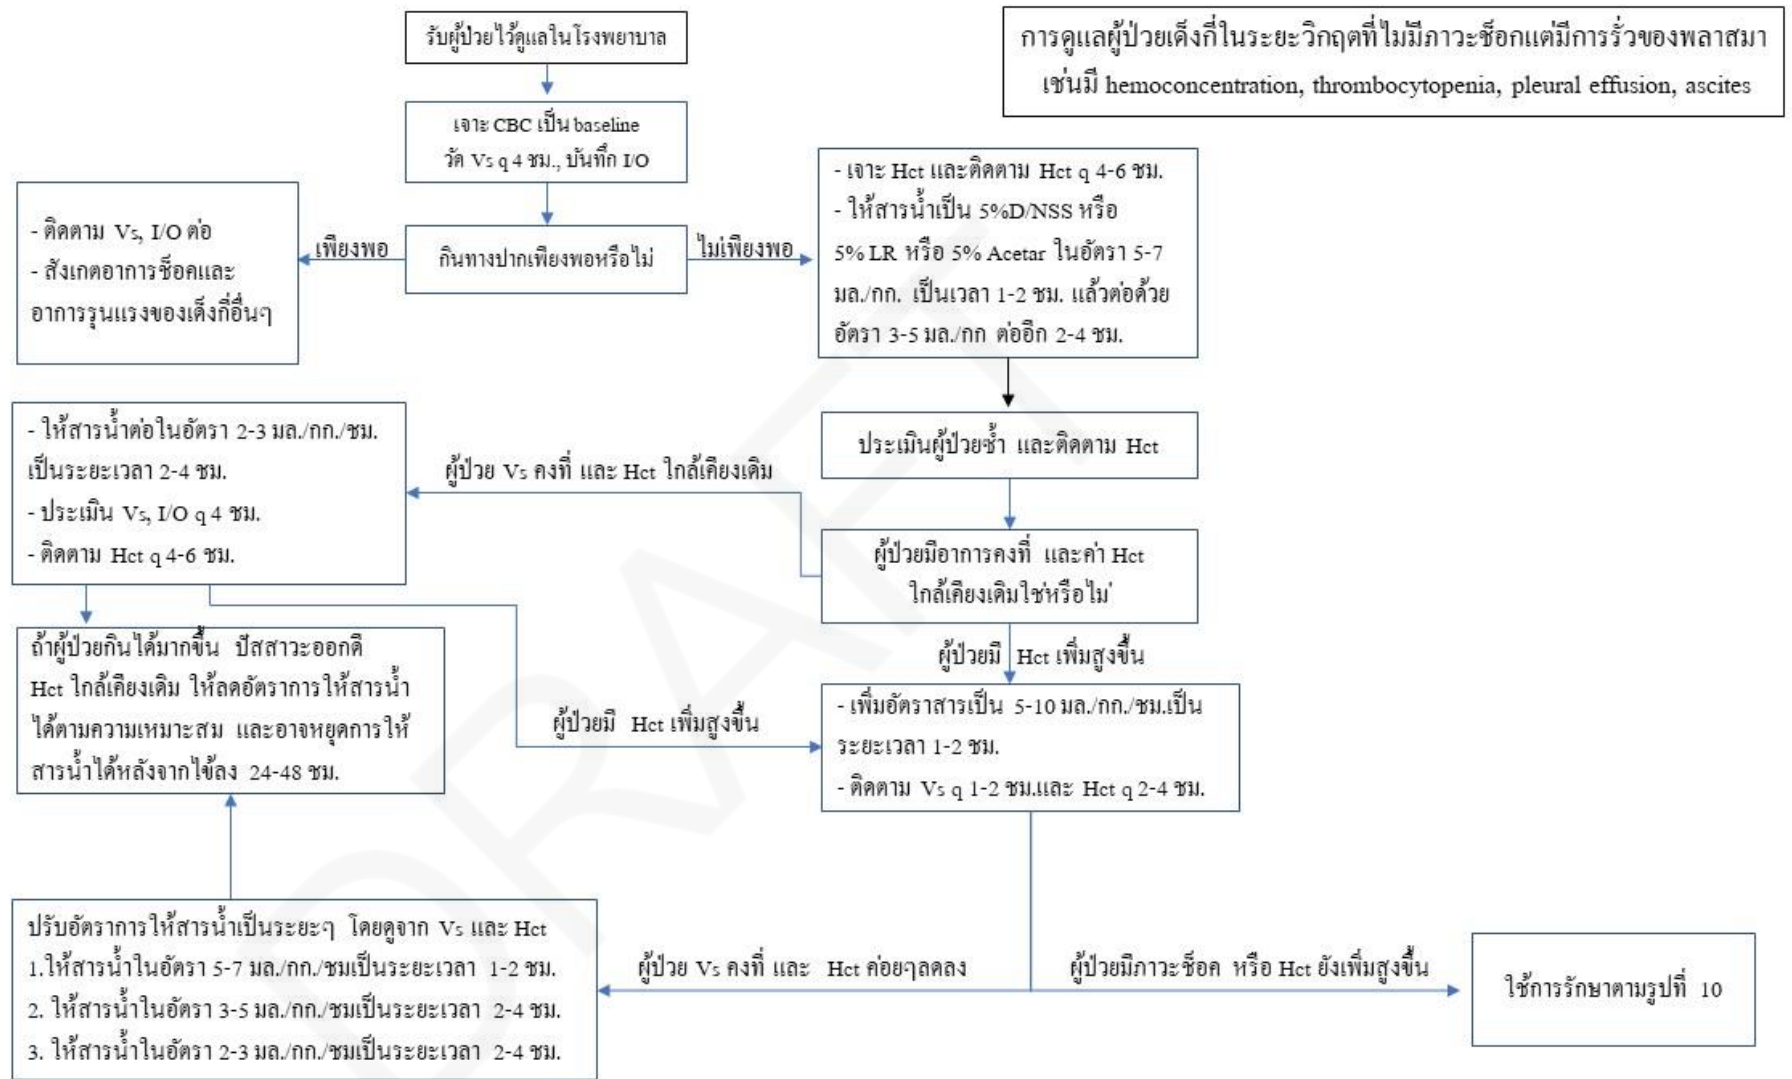 รับผู้ป่วยไว้ดูแลในโรงพยาบาล
การดูแลผู้ป่วยเด็งกี่ในระยะวิกฤตที่ไม่มีภาวะช็อกแต่มีการรั่วของพลาสมา
เช่นมี hemoconcentration, thrombocytopenia, pleural effusion, ascites
เจาะ CBC เป็น baseline
วัด Vs q 4 ชม., บันทึก I/O
กินทางปากเพียงพอหรือไม่
เพียงพอ
- ติดตาม Vs, I/O ต่อ
- สังเกตอาการช็อคและ
อาการรุนแรงของเด็งกี่อื่นๆ
ไม่เพียงพอ
- เจาะ Hct และติดตาม Hct q 4-6 ชม.
- ให้สารน้ำเป็น 5%D/NSS หรือ
5% LR หรือ 5% Acetar ในอัตรา 5-7
มล./กก. เป็นเวลา 1-2 ชม. แล้วต่อด้วย
อัตรา 3-5 มล./กก ต่ออีก 2-4 ชม.
ประเมินผู้ป่วยซ้ำ และติดตาม Hct
ผู้ป่วยมีอาการคงที่ และค่า Hct
ใกล้เคียงเดิมใช่หรือไม่
ผู้ป่วย Vs คงที่ และ Hct ใกล้เคียงเดิม
- ให้สารน้ำต่อในอัตรา 2-3 มล./กก./ชม.
เป็นระยะเวลา 2-4 ชม.
- ประเมิน Vs, I/O q 4 ชม.
- ติดตาม Hct q 4-6 ชม.
ถ้าผู้ป่วยกินได้มากขึ้น ปัสสาวะออกดี
Hct ใกล้เคียงเดิม ให้ลดอัตราการให้สารน้ำ
ได้ตามความเหมาะสม และอาจหยุดการให้
สารน้ำได้หลังจากไข้ลง 24-48 ชม.
ผู้ป่วยมี Hct เพิ่มสูงขึ้น
ผู้ป่วยมี Hct เพิ่มสูงขึ้น
- เพิ่มอัตราสารเป็น 5-10 มล./กก./ชม.เป็น
ระยะเวลา 1-2 ชม.
- ติดตาม Vs q 1-2 ชม.และ Hct q 2-4 ชม.
ผู้ป่วย Vs คงที่ และ Hct ค่อยๆลดลง
ปรับอัตราการให้สารน้ำเป็นระยะๆ โดยดูจาก Vs และ Hct
1.ให้สารน้ำในอัตรา 5-7 มล./กก./ชมเป็นระยะเวลา 1-2 ชม.
2. ให้สารน้ำในอัตรา 3-5 มล./กก./ชมเป็นระยะเวลา 2-4 ชม.
3. ให้สารน้ำในอัตรา 2-3 มล./กก./ชมเป็นระยะเวลา 2-4 ชม.
ผู้ป่วยมีภาวะช็อค หรือ Hct ยังเพิ่มสูงขึ้น
ใช้การรักษาตามรูปที่ 10
DRAFT